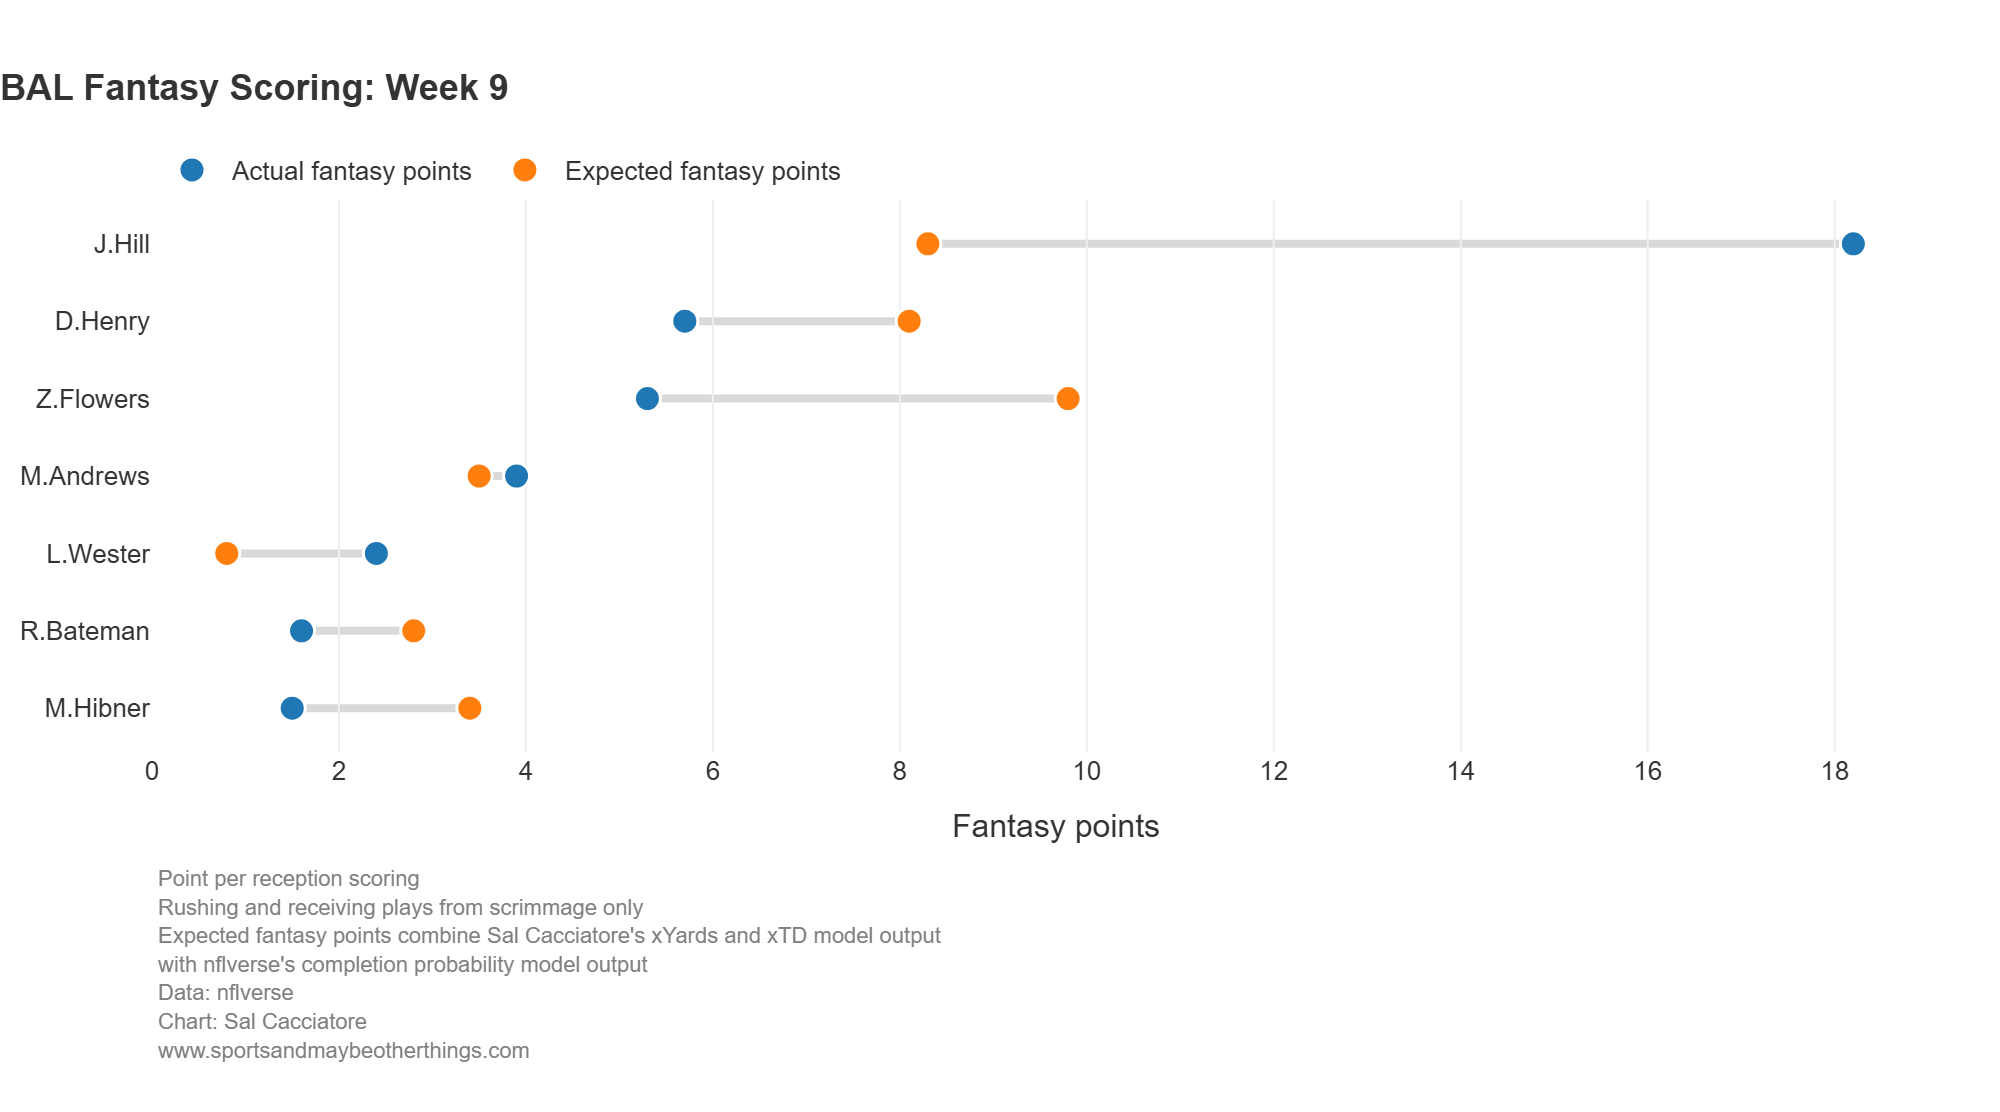 BAL Fantasy Scoring: Week 9
Actual fantasy points
Expected fantasy points
J.Hill
D.Henry
Z.Flowers
M.Andrews
L.Wester
R.Bateman
M.Hibner
0 2 4 6 8 10 12 14 16 18
Fantasy points
Point per reception scoring
Rushing and receiving plays from scrimmage only
Expected fantasy points combine Sal Cacciatore's xYards and xTD model output
with nflverse's completion probability model output
Data: nflverse
Chart: Sal Cacciatore
www.sportsandmaybeotherthings.com